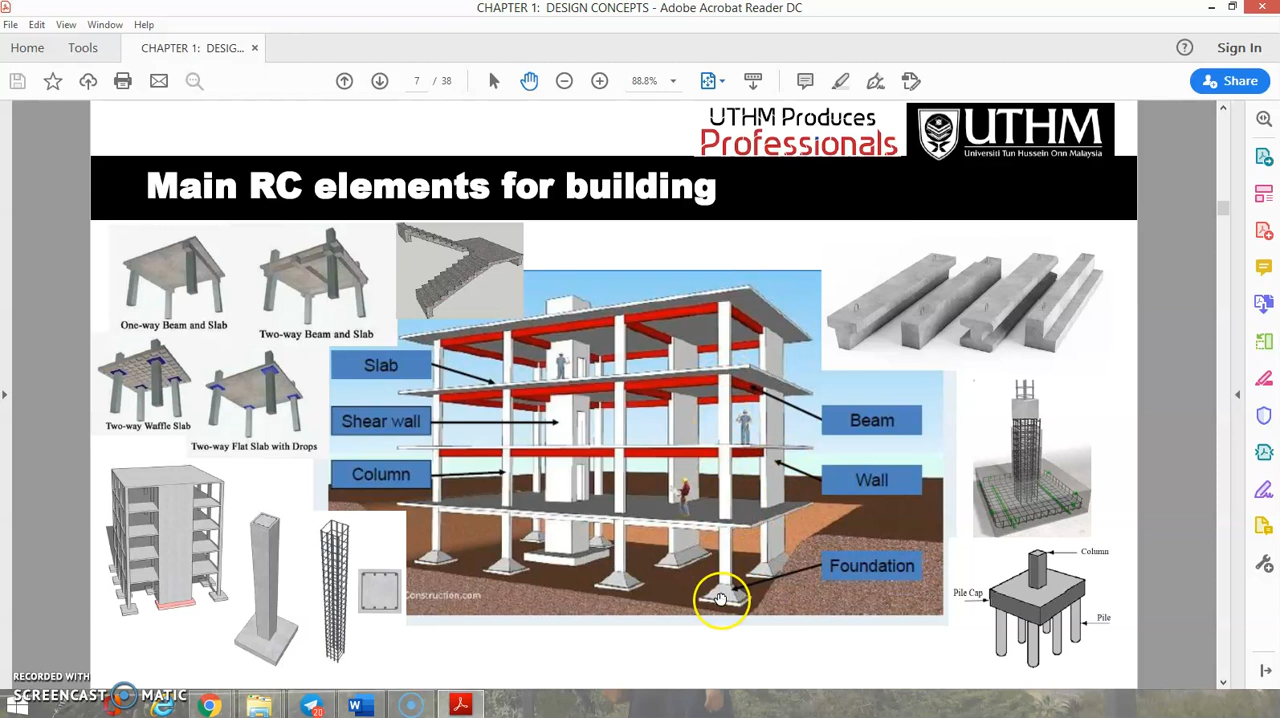 CHAPTER 1: DESIGN CONCEPTS - Adobe Acrobat Reader DC
File Edit View Window Help
Home Tools CHAPTER 1: DESIG... × Sign In
7 / 38 88.8% Share
UTHM Produces
Professionals
UTHM
Universiti Tun Hussein Onn Malaysia
Main RC elements for building
One-way Beam and Slab
Two-way Beam and Slab
Two-way Waffle Slab
Two-way Flat Slab with Drops
Slab
Shear wall
Column
Beam
Wall
Foundation
Construction.com
Column
Pile Cap
Pile
RECORDED WITH
SCREENCAST MATIC
20